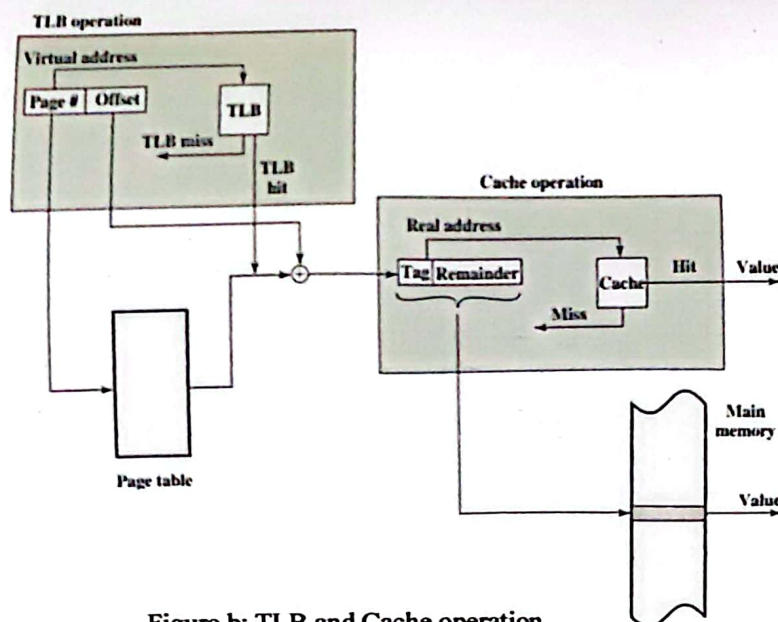 TLB operation
Virtual address
Page # Offset
TLB
TLB miss
TLB
hit
Cache operation
Real address
Tag Remainder
Cache
Hit
Value
Miss
Page table
Main
memory
Value
Figure b: TLB and Cache operation